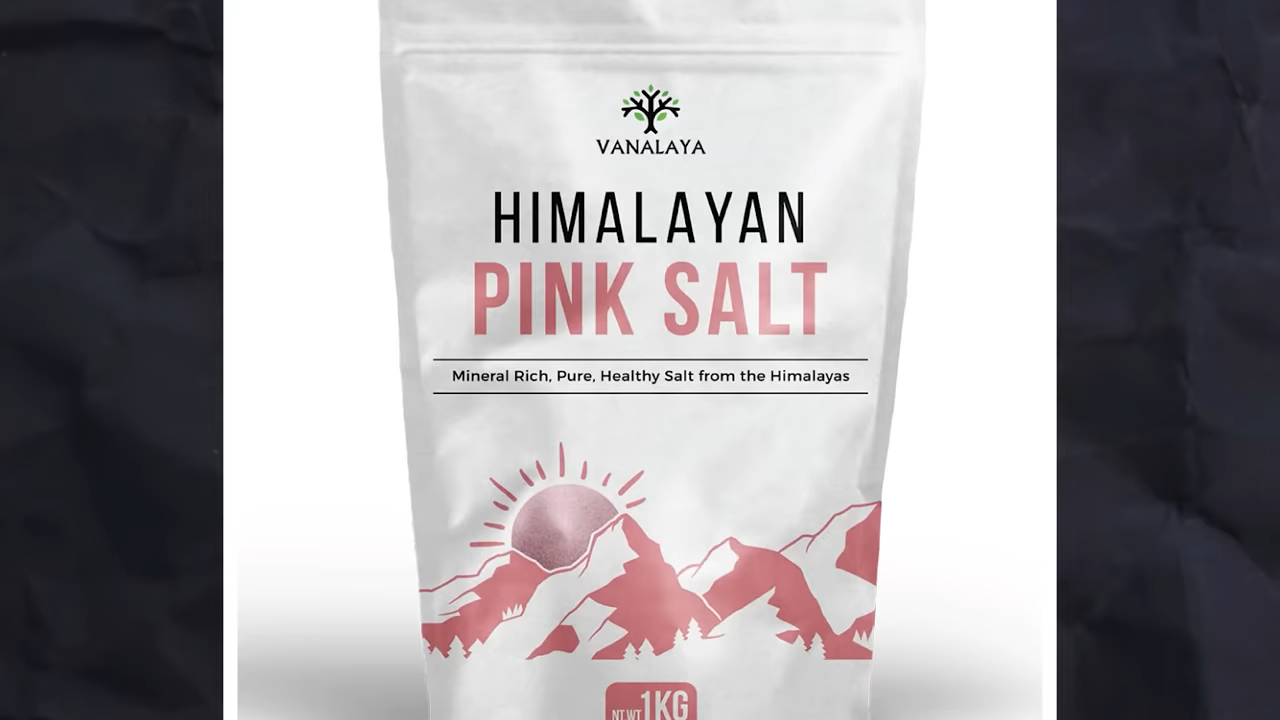 VANALAYA
HIMALAYAN
PINK SALT
Mineral Rich, Pure, Healthy Salt from the Himalayas
NT WT 1KG